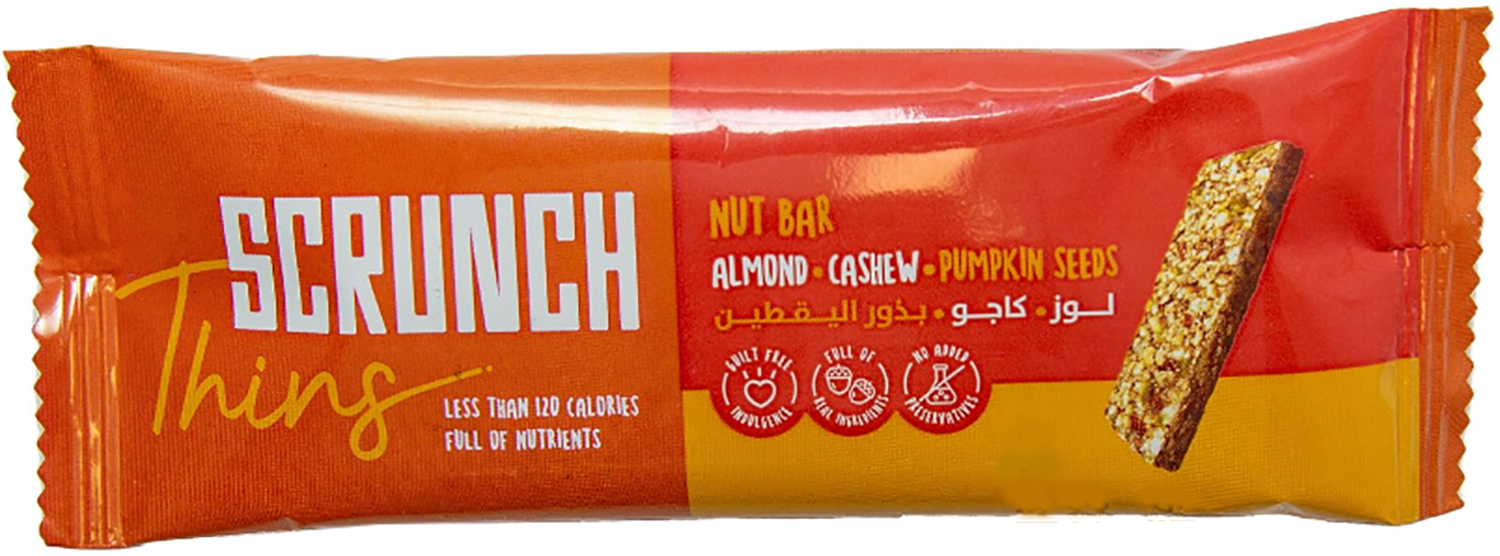 SCRUNCH
Thins
LESS THAN 120 CALORIES
FULL OF NUTRIENTS
NUT BAR
ALMOND • CASHEW • PUMPKIN SEEDS
لوز • كاجو • بذور اليقطين
GUILT FREE INDULGENCE
FULL OF REAL INGREDIENTS
NO ADDED PRESERVATIVES